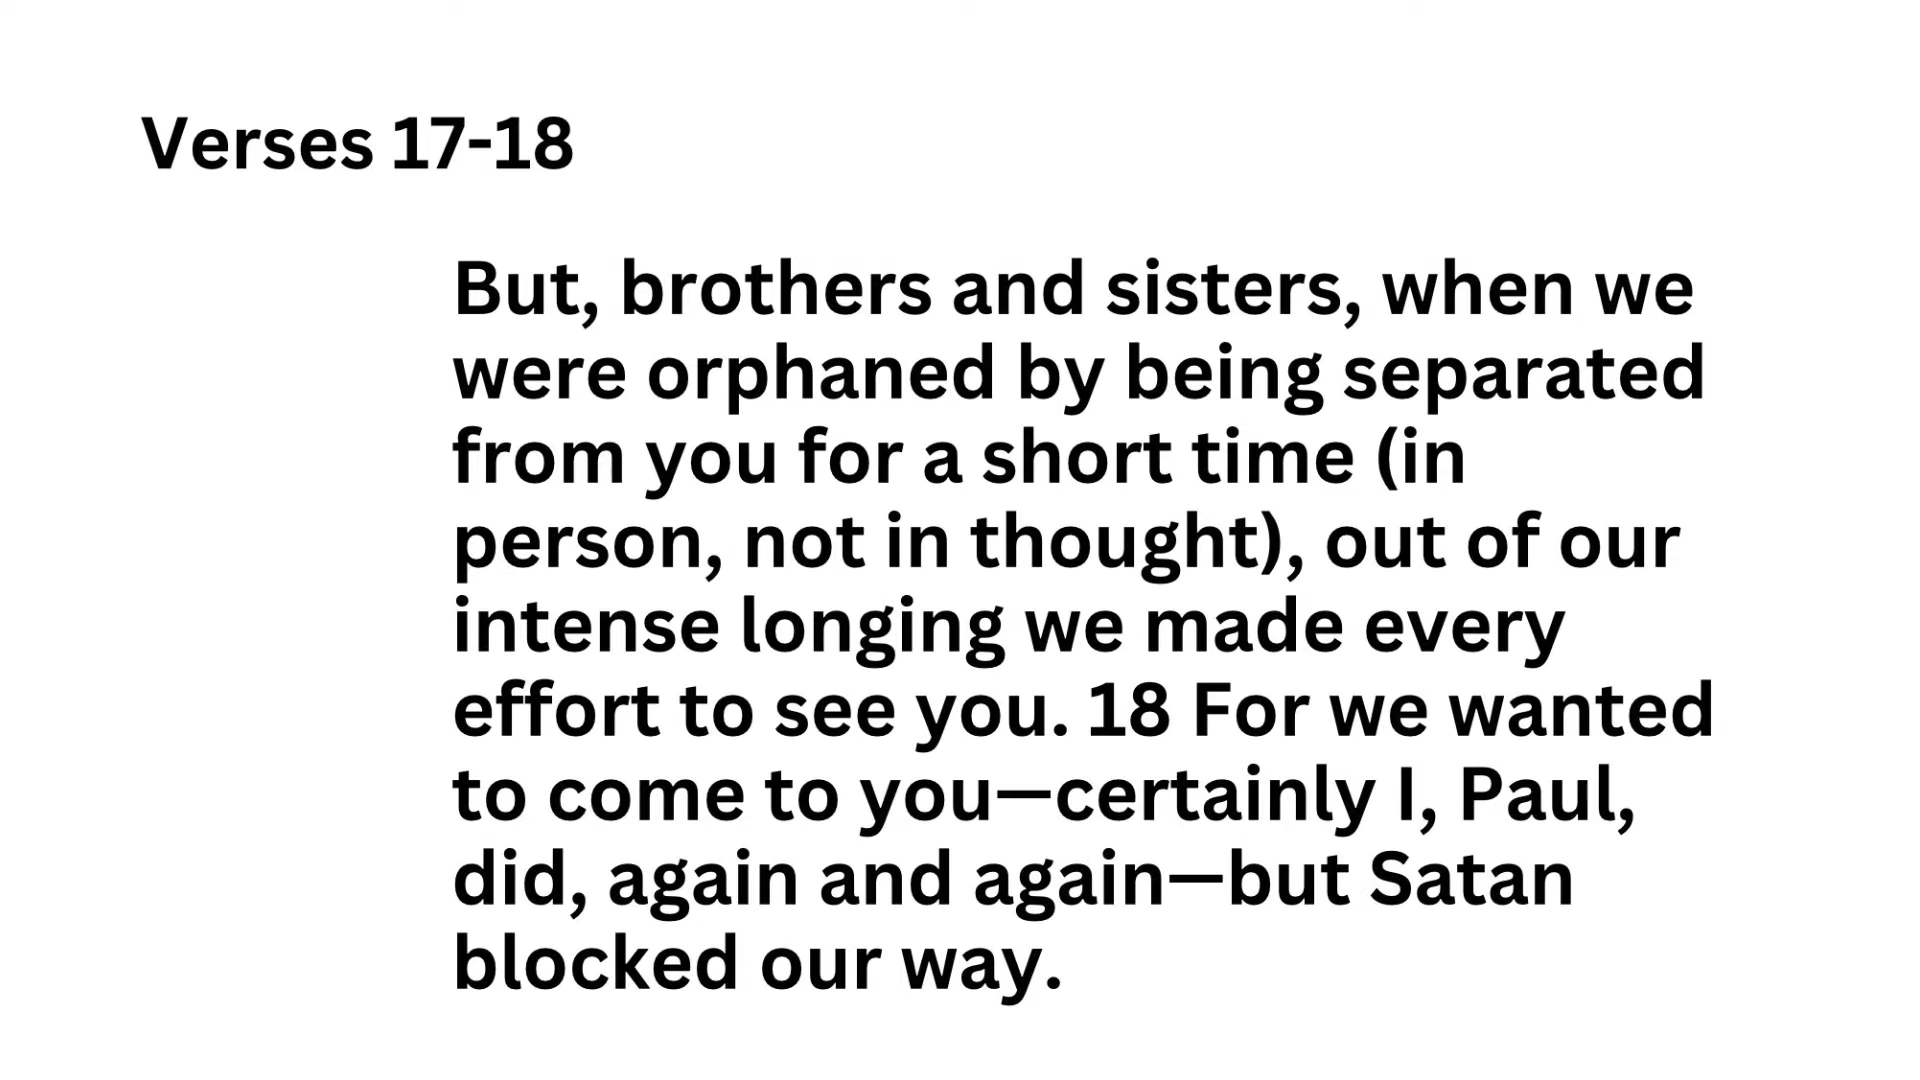 Verses 17-18
But, brothers and sisters, when we
were orphaned by being separated
from you for a short time (in
person, not in thought), out of our
intense longing we made every
effort to see you. 18 For we wanted
to come to you—certainly I, Paul,
did, again and again—but Satan
blocked our way.